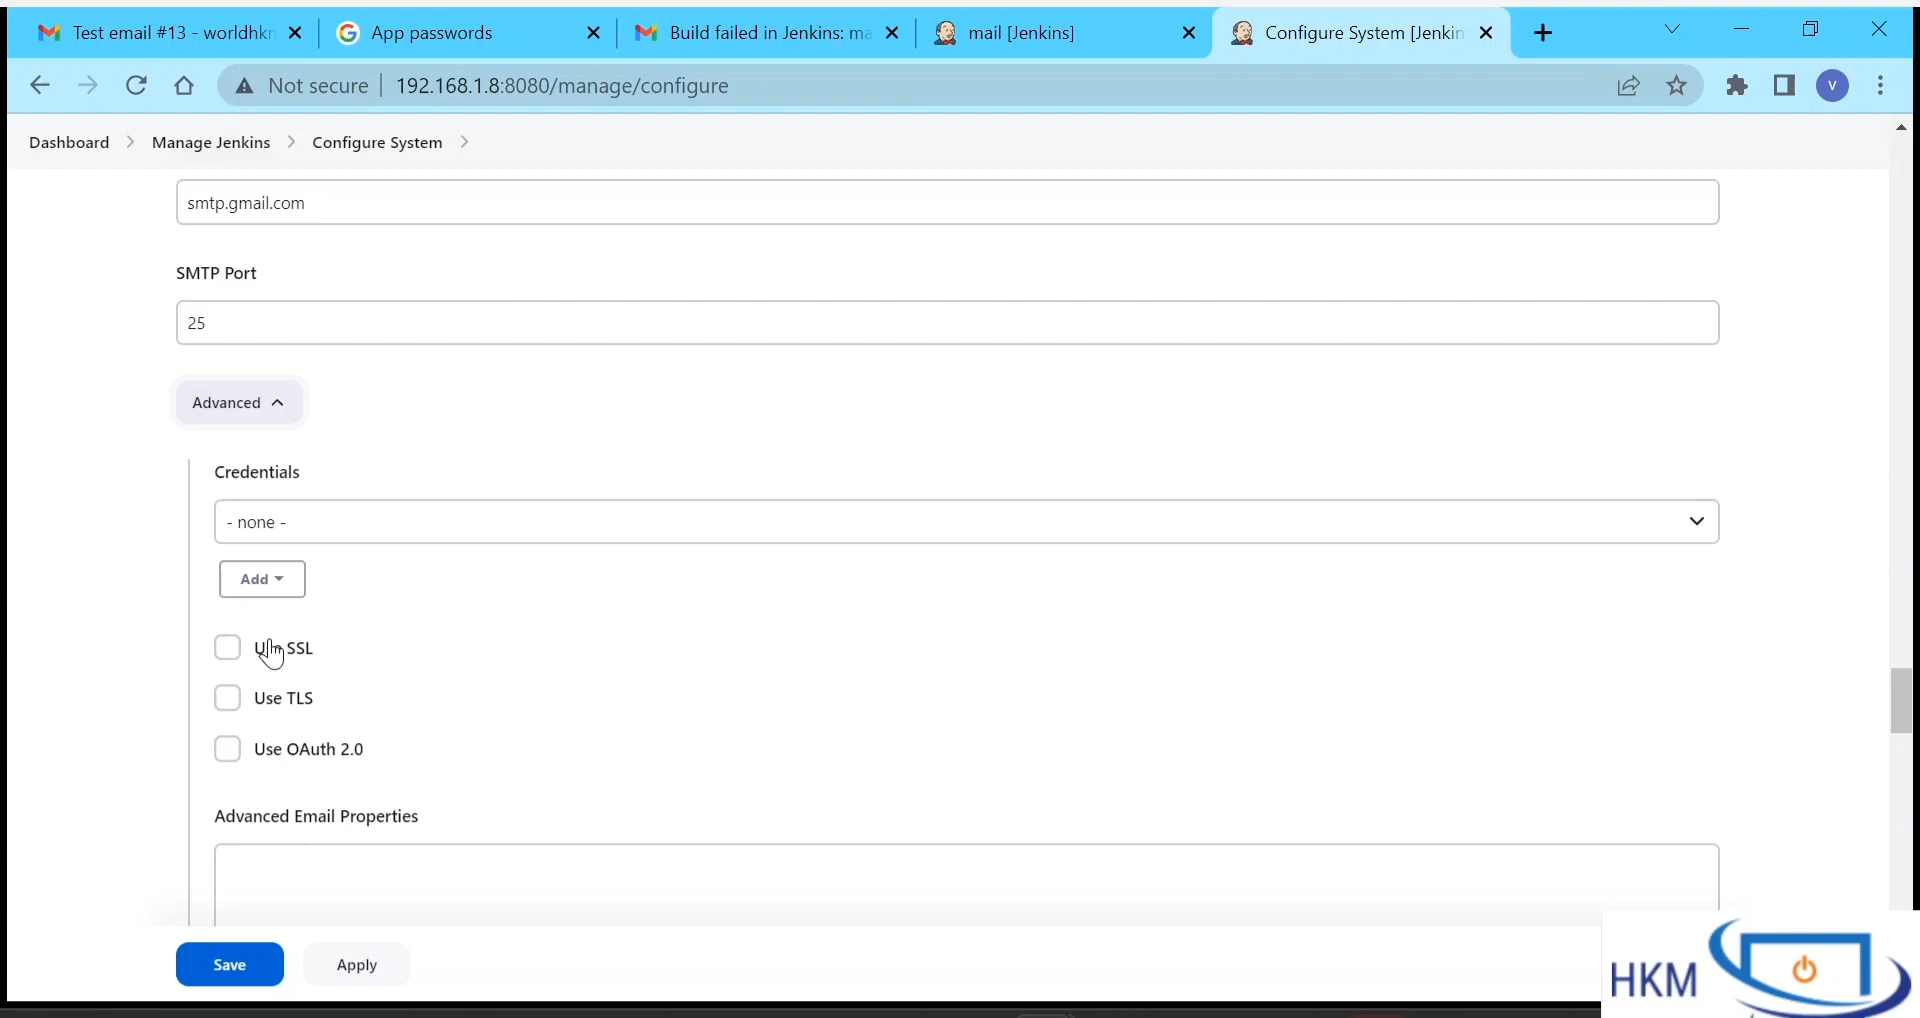 Test email #13 - worldhkn
App passwords
Build failed in Jenkins: ma
mail [Jenkins]
Configure System [Jenkin
Not secure
192.168.1.8:8080/manage/configure
V
Dashboard
Manage Jenkins
Configure System
smtp.gmail.com
SMTP Port
25
Advanced
Credentials
- none -
Add
SSL
Use TLS
Use OAuth 2.0
Advanced Email Properties
Save
Apply
HKM